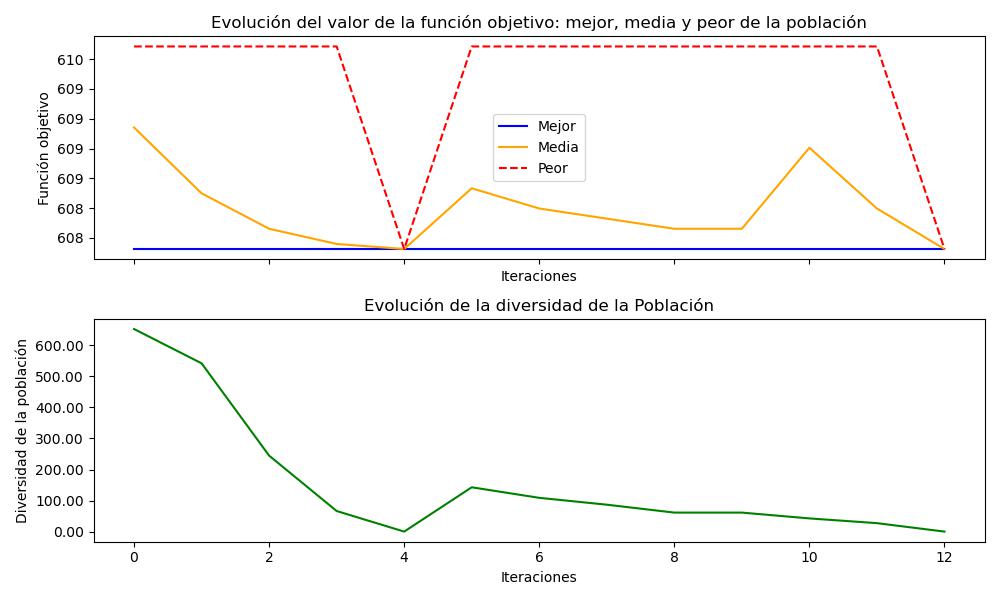 Evolución del valor de la función objetivo: mejor, media y peor de la población
Función objetivo
610
609
609
609
609
608
608
Mejor
Media
Peor
Iteraciones
Evolución de la diversidad de la Población
Diversidad de la población
600.00
500.00
400.00
300.00
200.00
100.00
0.00
0 2 4 6 8 10 12
Iteraciones